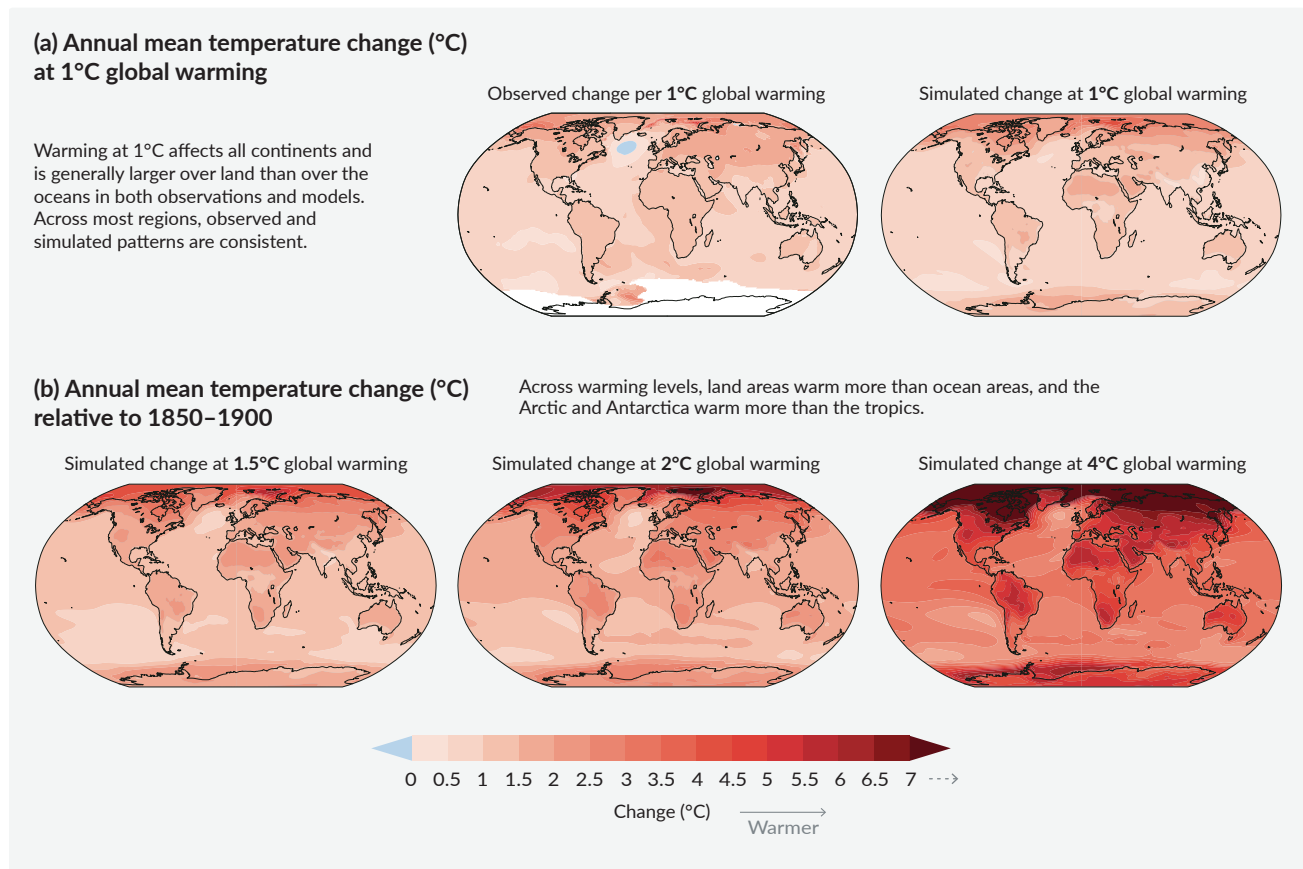 (a) Annual mean temperature change (°C)
at 1°C global warming
Warming at 1°C affects all continents and
is generally larger over land than over the
oceans in both observations and models.
Across most regions, observed and
simulated patterns are consistent.
Observed change per 1°C global warming
Simulated change at 1°C global warming
(b) Annual mean temperature change (°C)
relative to 1850–1900
Across warming levels, land areas warm more than ocean areas, and the
Arctic and Antarctica warm more than the tropics.
Simulated change at 1.5°C global warming
Simulated change at 2°C global warming
Simulated change at 4°C global warming
0 0.5 1 1.5 2 2.5 3 3.5 4 4.5 5 5.5 6 6.5 7
Change (°C)
Warmer